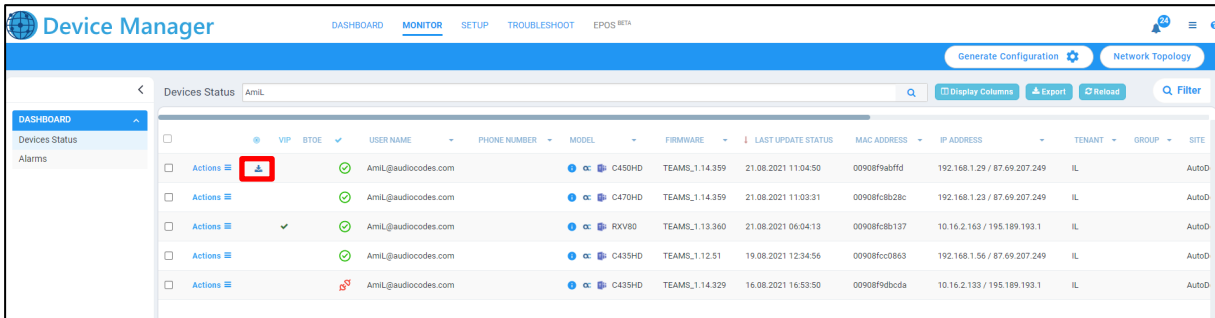 Device Manager DASHBOARD MONITOR SETUP TROUBLESHOOT EPOS BETA 24
Generate Configuration Network Topology
Devices Status AmiL Display Columns Export Reload Filter
DASHBOARD
Devices Status
Alarms
VIP BTOE USER NAME PHONE NUMBER MODEL FIRMWARE LAST UPDATE STATUS MAC ADDRESS IP ADDRESS TENANT GROUP SITE
Actions AmiL@audiocodes.com C450HD TEAMS_1.14.359 21.08.2021 11:04:50 00908f9abffd 192.168.1.29 / 87.69.207.249 IL AutoD
Actions AmiL@audiocodes.com C470HD TEAMS_1.14.359 21.08.2021 11:03:31 00908fc8b28c 192.168.1.23 / 87.69.207.249 IL AutoD
Actions AmiL@audiocodes.com RXV80 TEAMS_1.13.360 21.08.2021 06:04:13 00908fc8b137 10.16.2.163 / 195.189.193.1 IL AutoD
Actions AmiL@audiocodes.com C435HD TEAMS_1.12.51 19.08.2021 12:34:56 00908fcc0863 192.168.1.56 / 87.69.207.249 IL AutoD
Actions AmiL@audiocodes.com C435HD TEAMS_1.14.329 16.08.2021 16:53:50 00908f9dbcda 10.16.2.133 / 195.189.193.1 IL AutoD